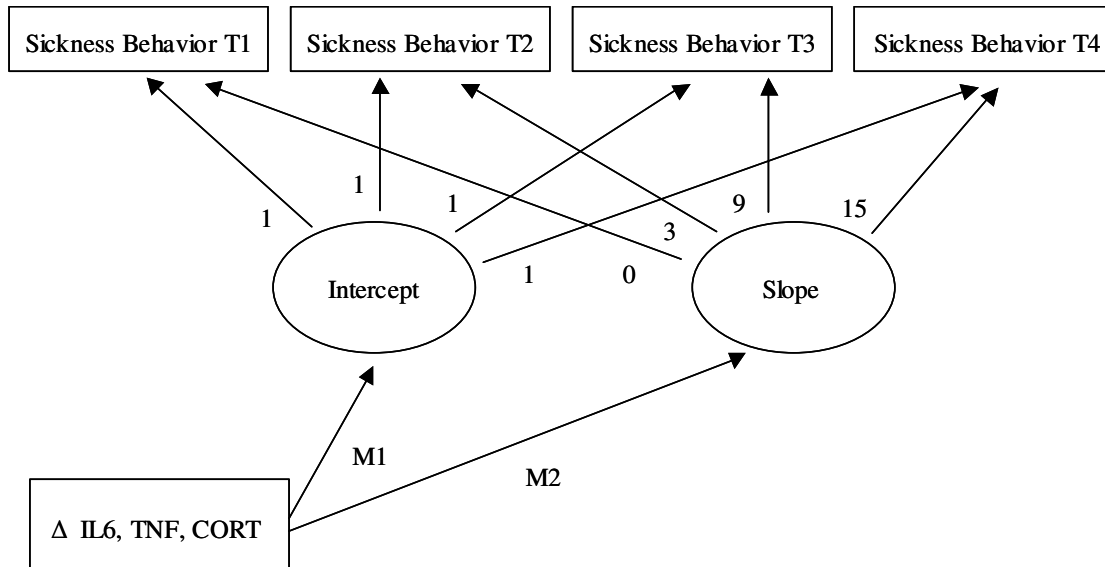 Sickness Behavior T1
Sickness Behavior T2
Sickness Behavior T3
Sickness Behavior T4
1
1
1
1
0
3
9
15
Intercept
Slope
M1
M2
Δ IL6, TNF, CORT